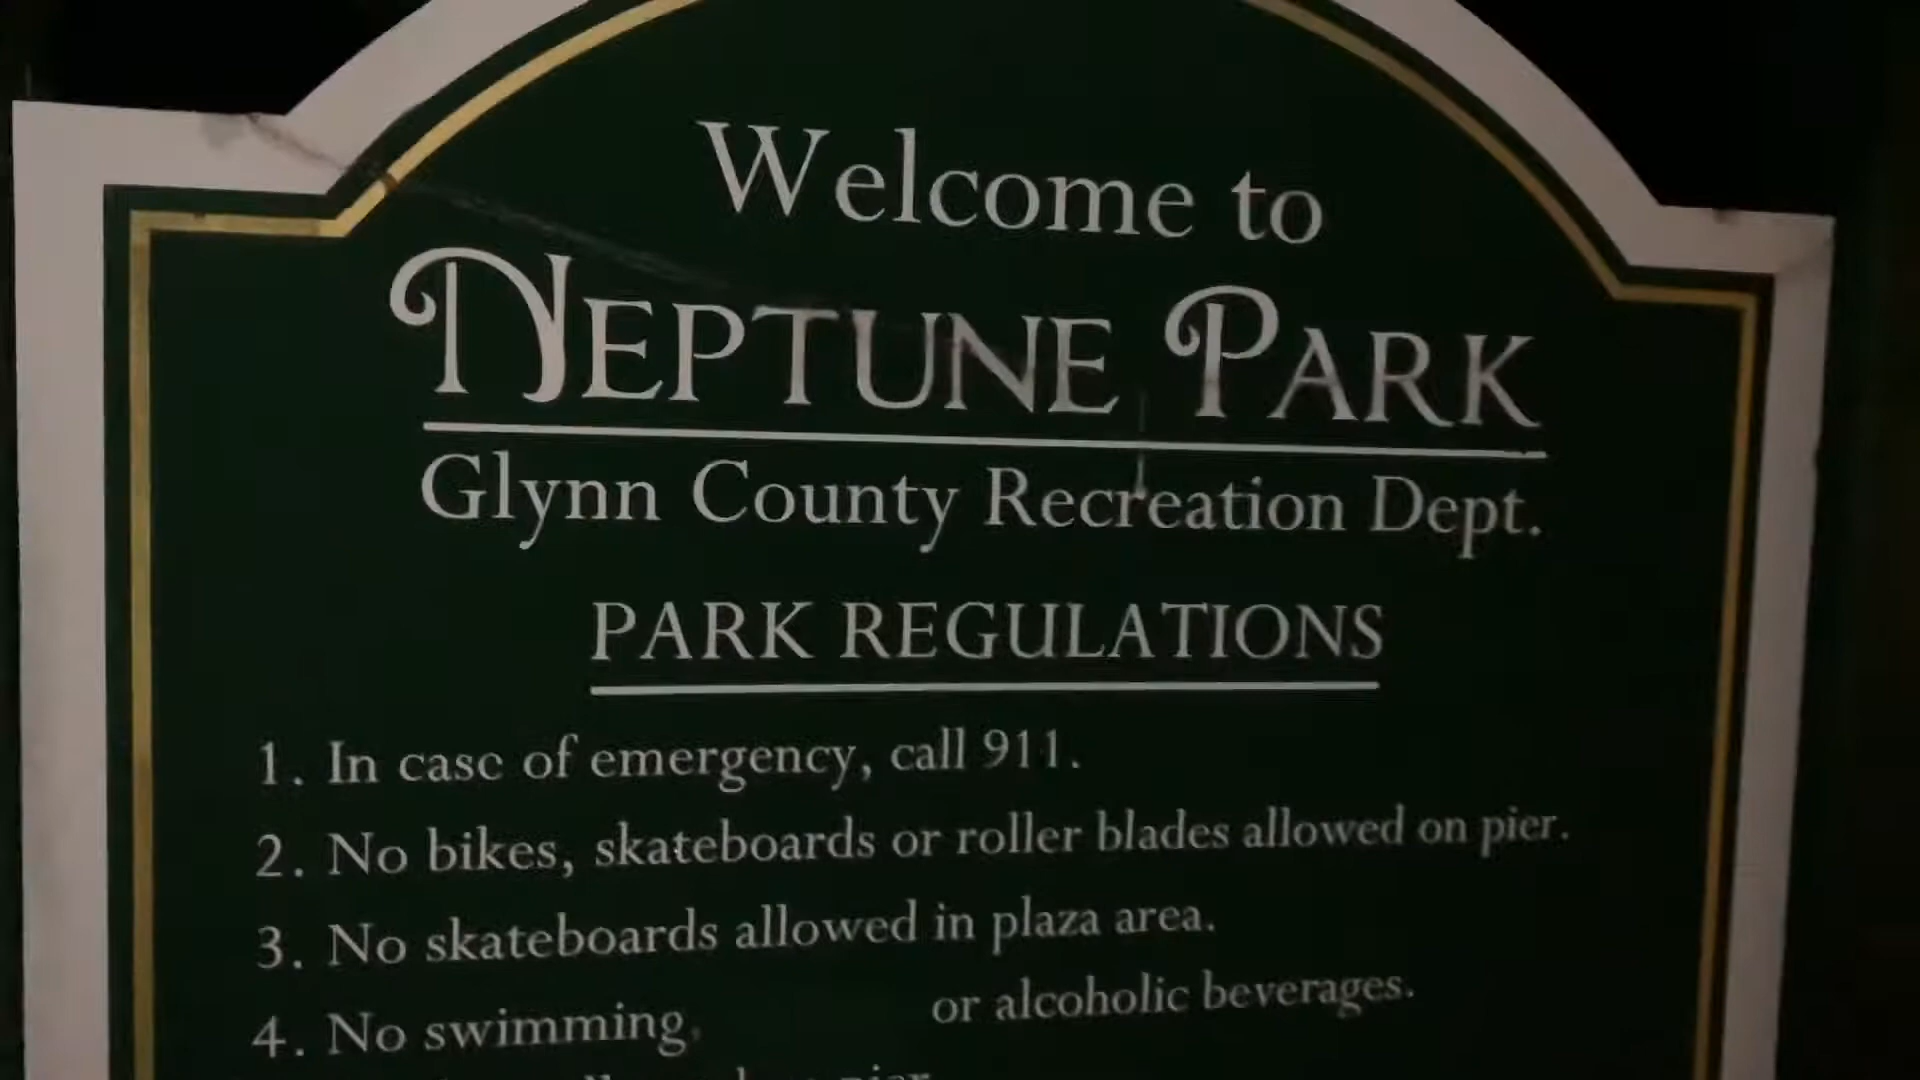 Welcome to
NEPTUNE PARK
Glynn County Recreation Dept.
PARK REGULATIONS
1. In case of emergency, call 911.
2. No bikes, skateboards or roller blades allowed on pier.
3. No skateboards allowed in plaza area.
4. No swimming, or alcoholic beverages.